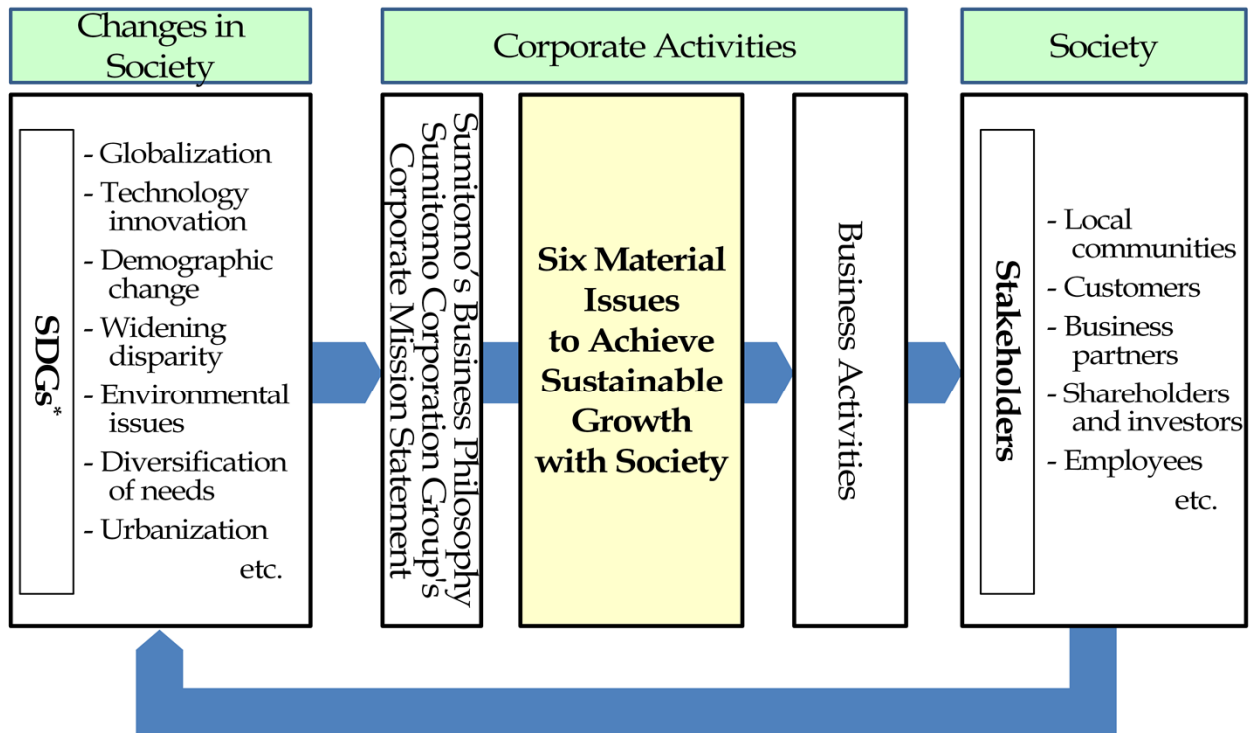 Changes in
Society
Corporate Activities
Society
SDGs*
- Globalization
- Technology
innovation
- Demographic
change
- Widening
disparity
- Environmental
issues
- Diversification
of needs
- Urbanization
etc.
Sumitomo's Business Philosophy
Sumitomo Corporation Group's
Corporate Mission Statement
Six Material
Issues
to Achieve
Sustainable
Growth
with Society
Business Activities
Stakeholders
- Local
communities
- Customers
- Business
partners
- Shareholders
and investors
- Employees
etc.